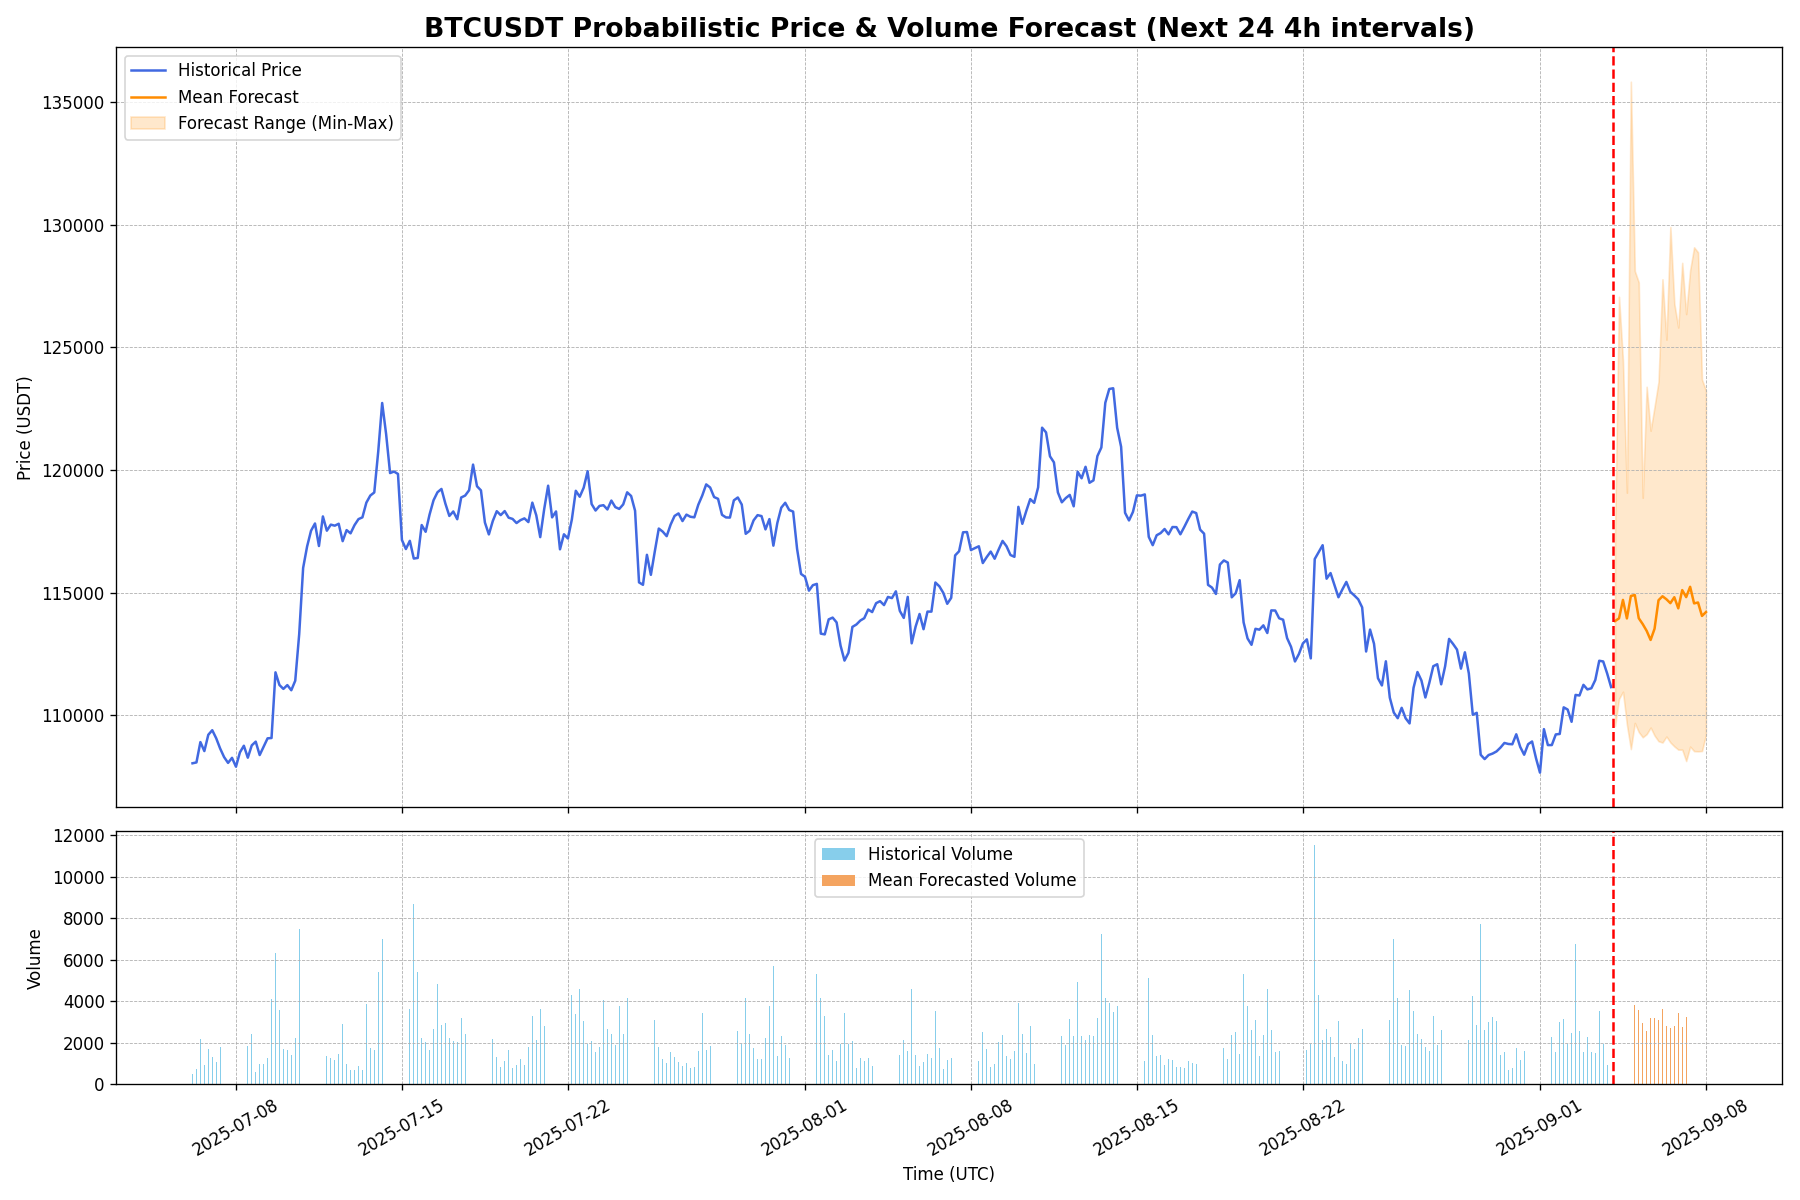 BTCUSDT Probabilistic Price & Volume Forecast (Next 24 4h intervals)
Historical Price
Mean Forecast
Forecast Range (Min-Max)
135000
130000
125000
120000
115000
110000
Price (USDT)
Historical Volume
Mean Forecasted Volume
12000
10000
8000
6000
4000
2000
0
Volume
2025-07-08
2025-07-15
2025-07-22
2025-08-01
2025-08-08
2025-08-15
2025-08-22
2025-09-01
2025-09-08
Time (UTC)